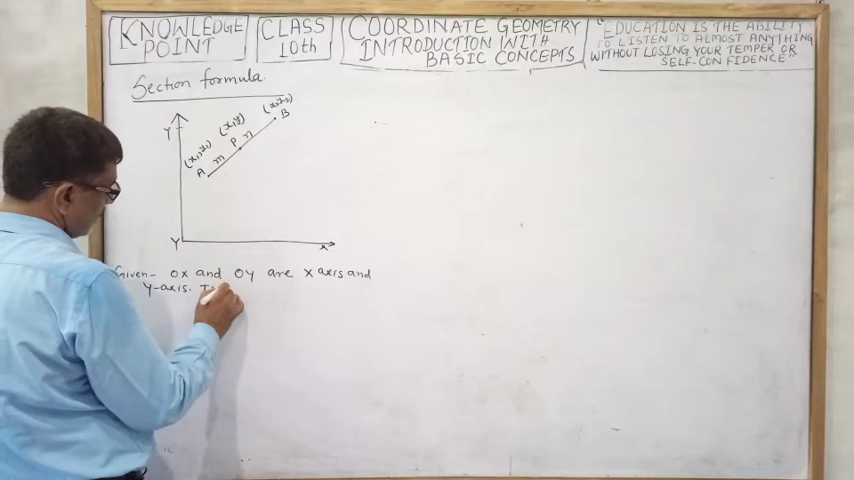 KNOWLEDGE
POINT
CLASS
10th
COORDINATE GEOMETRY
INTRODUCTION WITH
BASIC CONCEPTS
"EDUCATION IS THE ABILITY
TO LISTEN TO ALMOST ANYTHING
WITHOUT LOSING YOUR TEMPER OR
SELF-CONFIDENCE"
Section formula
Y
(x1,y1)
(x,y)
(x2,y2)
A
m
P
n
B
Y
X
Given- OX and OY are X axis and
Y-axis.